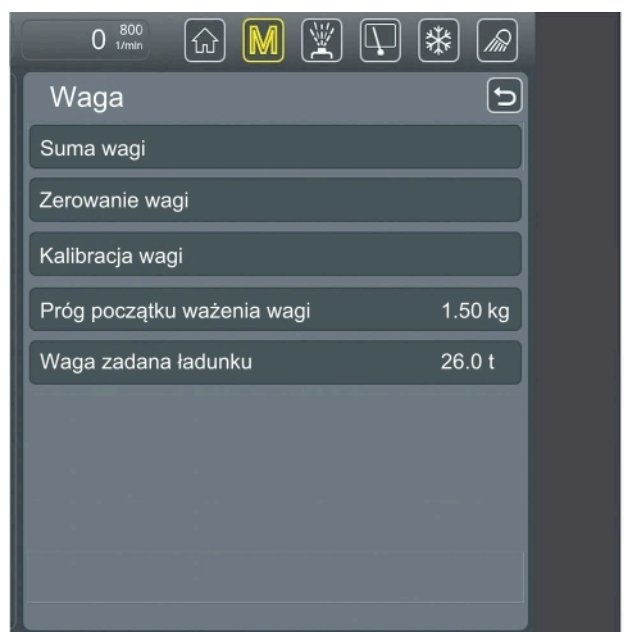 0 800 1/min
M
Waga
Suma wagi
Zerowanie wagi
Kalibracja wagi
Próg początku ważenia wagi 1.50 kg
Waga zadana ładunku 26.0 t